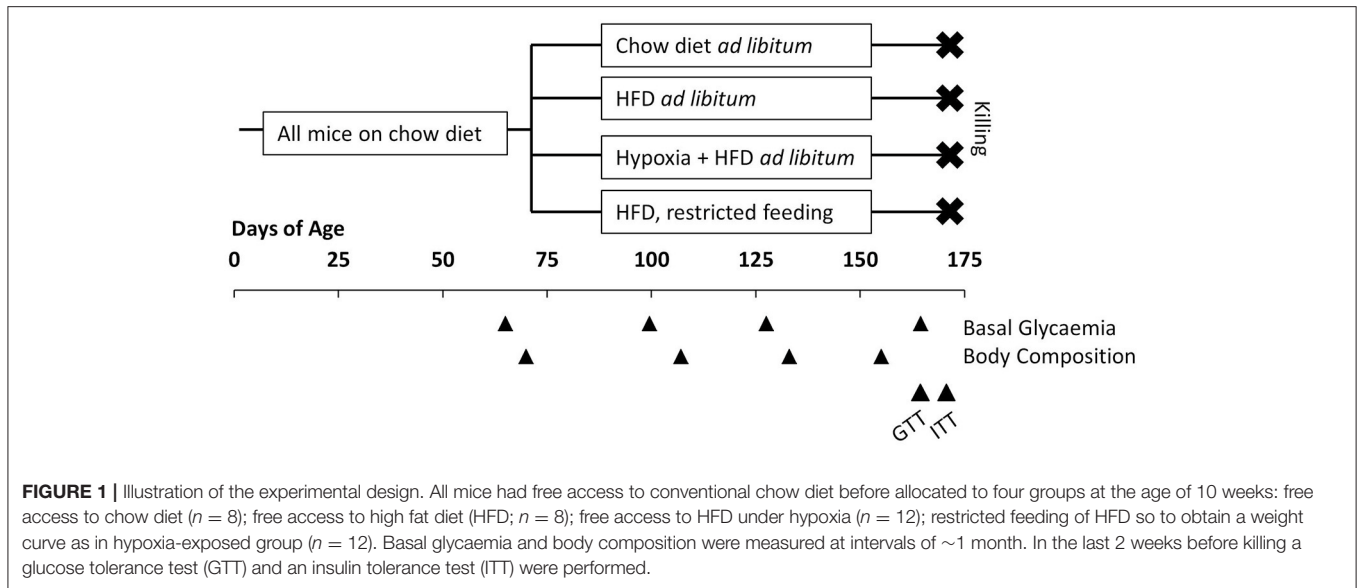 Chow diet ad libitum
HFD ad libitum
All mice on chow diet
Hypoxia + HFD ad libitum
HFD, restricted feeding
Killing
Days of Age
0 25 50 75 100 125 150 175
Basal Glycaemia
Body Composition
GTT ITT
FIGURE 1 | Illustration of the experimental design. All mice had free access to conventional chow diet before allocated to four groups at the age of 10 weeks: free
access to chow diet (n = 8); free access to high fat diet (HFD; n = 8); free access to HFD under hypoxia (n = 12); restricted feeding of HFD so to obtain a weight
curve as in hypoxia-exposed group (n = 12). Basal glycaemia and body composition were measured at intervals of ~1 month. In the last 2 weeks before killing a
glucose tolerance test (GTT) and an insulin tolerance test (ITT) were performed.